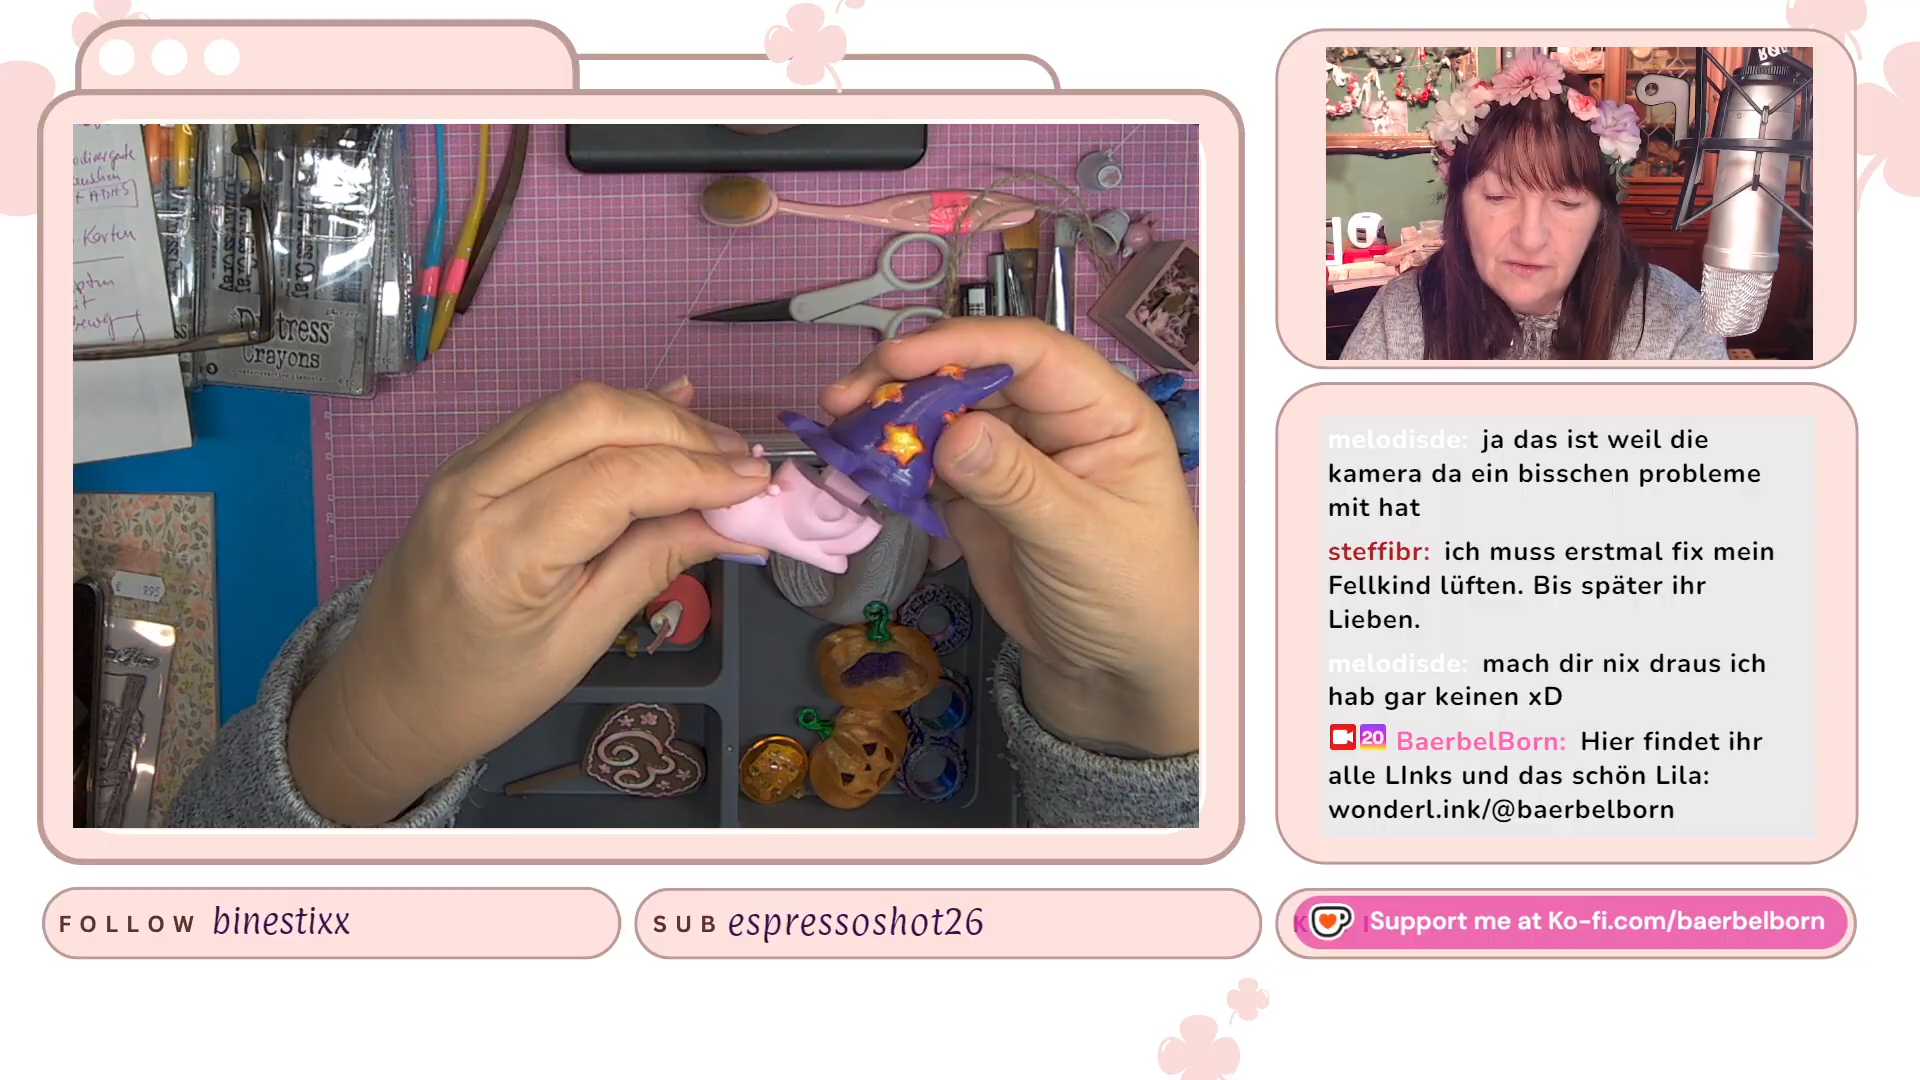 Karten
Distress
Crayons
€ 9.95
melodisde: ja das ist weil die
kamera da ein bisschen probleme
mit hat
steffibr: ich muss erstmal fix mein
Fellkind lüften. Bis später ihr
Lieben.
melodisde: mach dir nix draus ich
hab gar keinen xD
20 BaerbelBorn: Hier findet ihr
alle LInks und das schön Lila:
wonderl.ink/@baerbelborn
FOLLOW binestixx
SUB espressoshot26
Support me at Ko-fi.com/baerbelborn